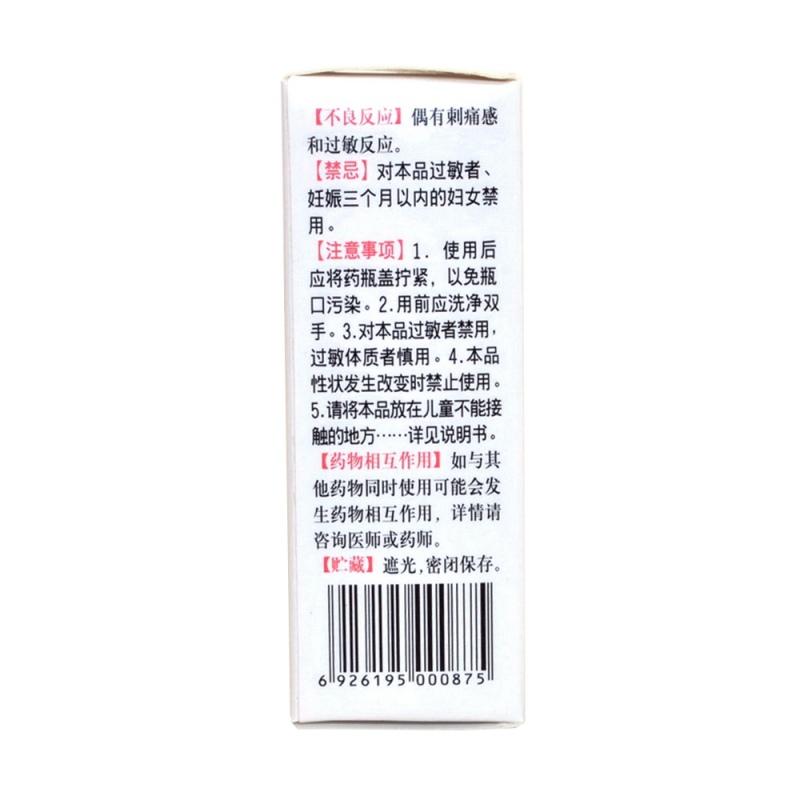 【不良反应】偶有刺痛感
和过敏反应。
【禁忌】对本品过敏者、
妊娠三个月以内的妇女禁
用。
【注意事项】1. 使用后
应将药瓶盖拧紧，以免瓶
口污染。2.用前应洗净双
手。3.对本品过敏者禁用，
过敏体质者慎用。4.本品
性状发生改变时禁止使用。
5.请将本品放在儿童不能接
触的地方……详见说明书。
【药物相互作用】如与其
他药物同时使用可能会发
生药物相互作用，详情请
咨询医师或药师。
【贮藏】遮光,密闭保存。
6 926195 000875